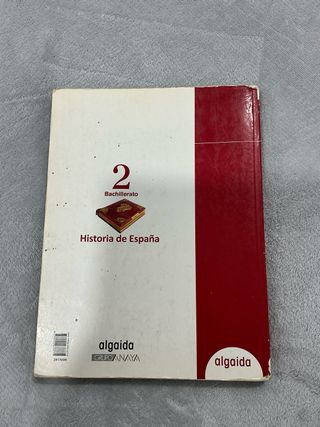 2
Bachillerato
Historia de España
algaida
GRUPO ANAYA
algaida